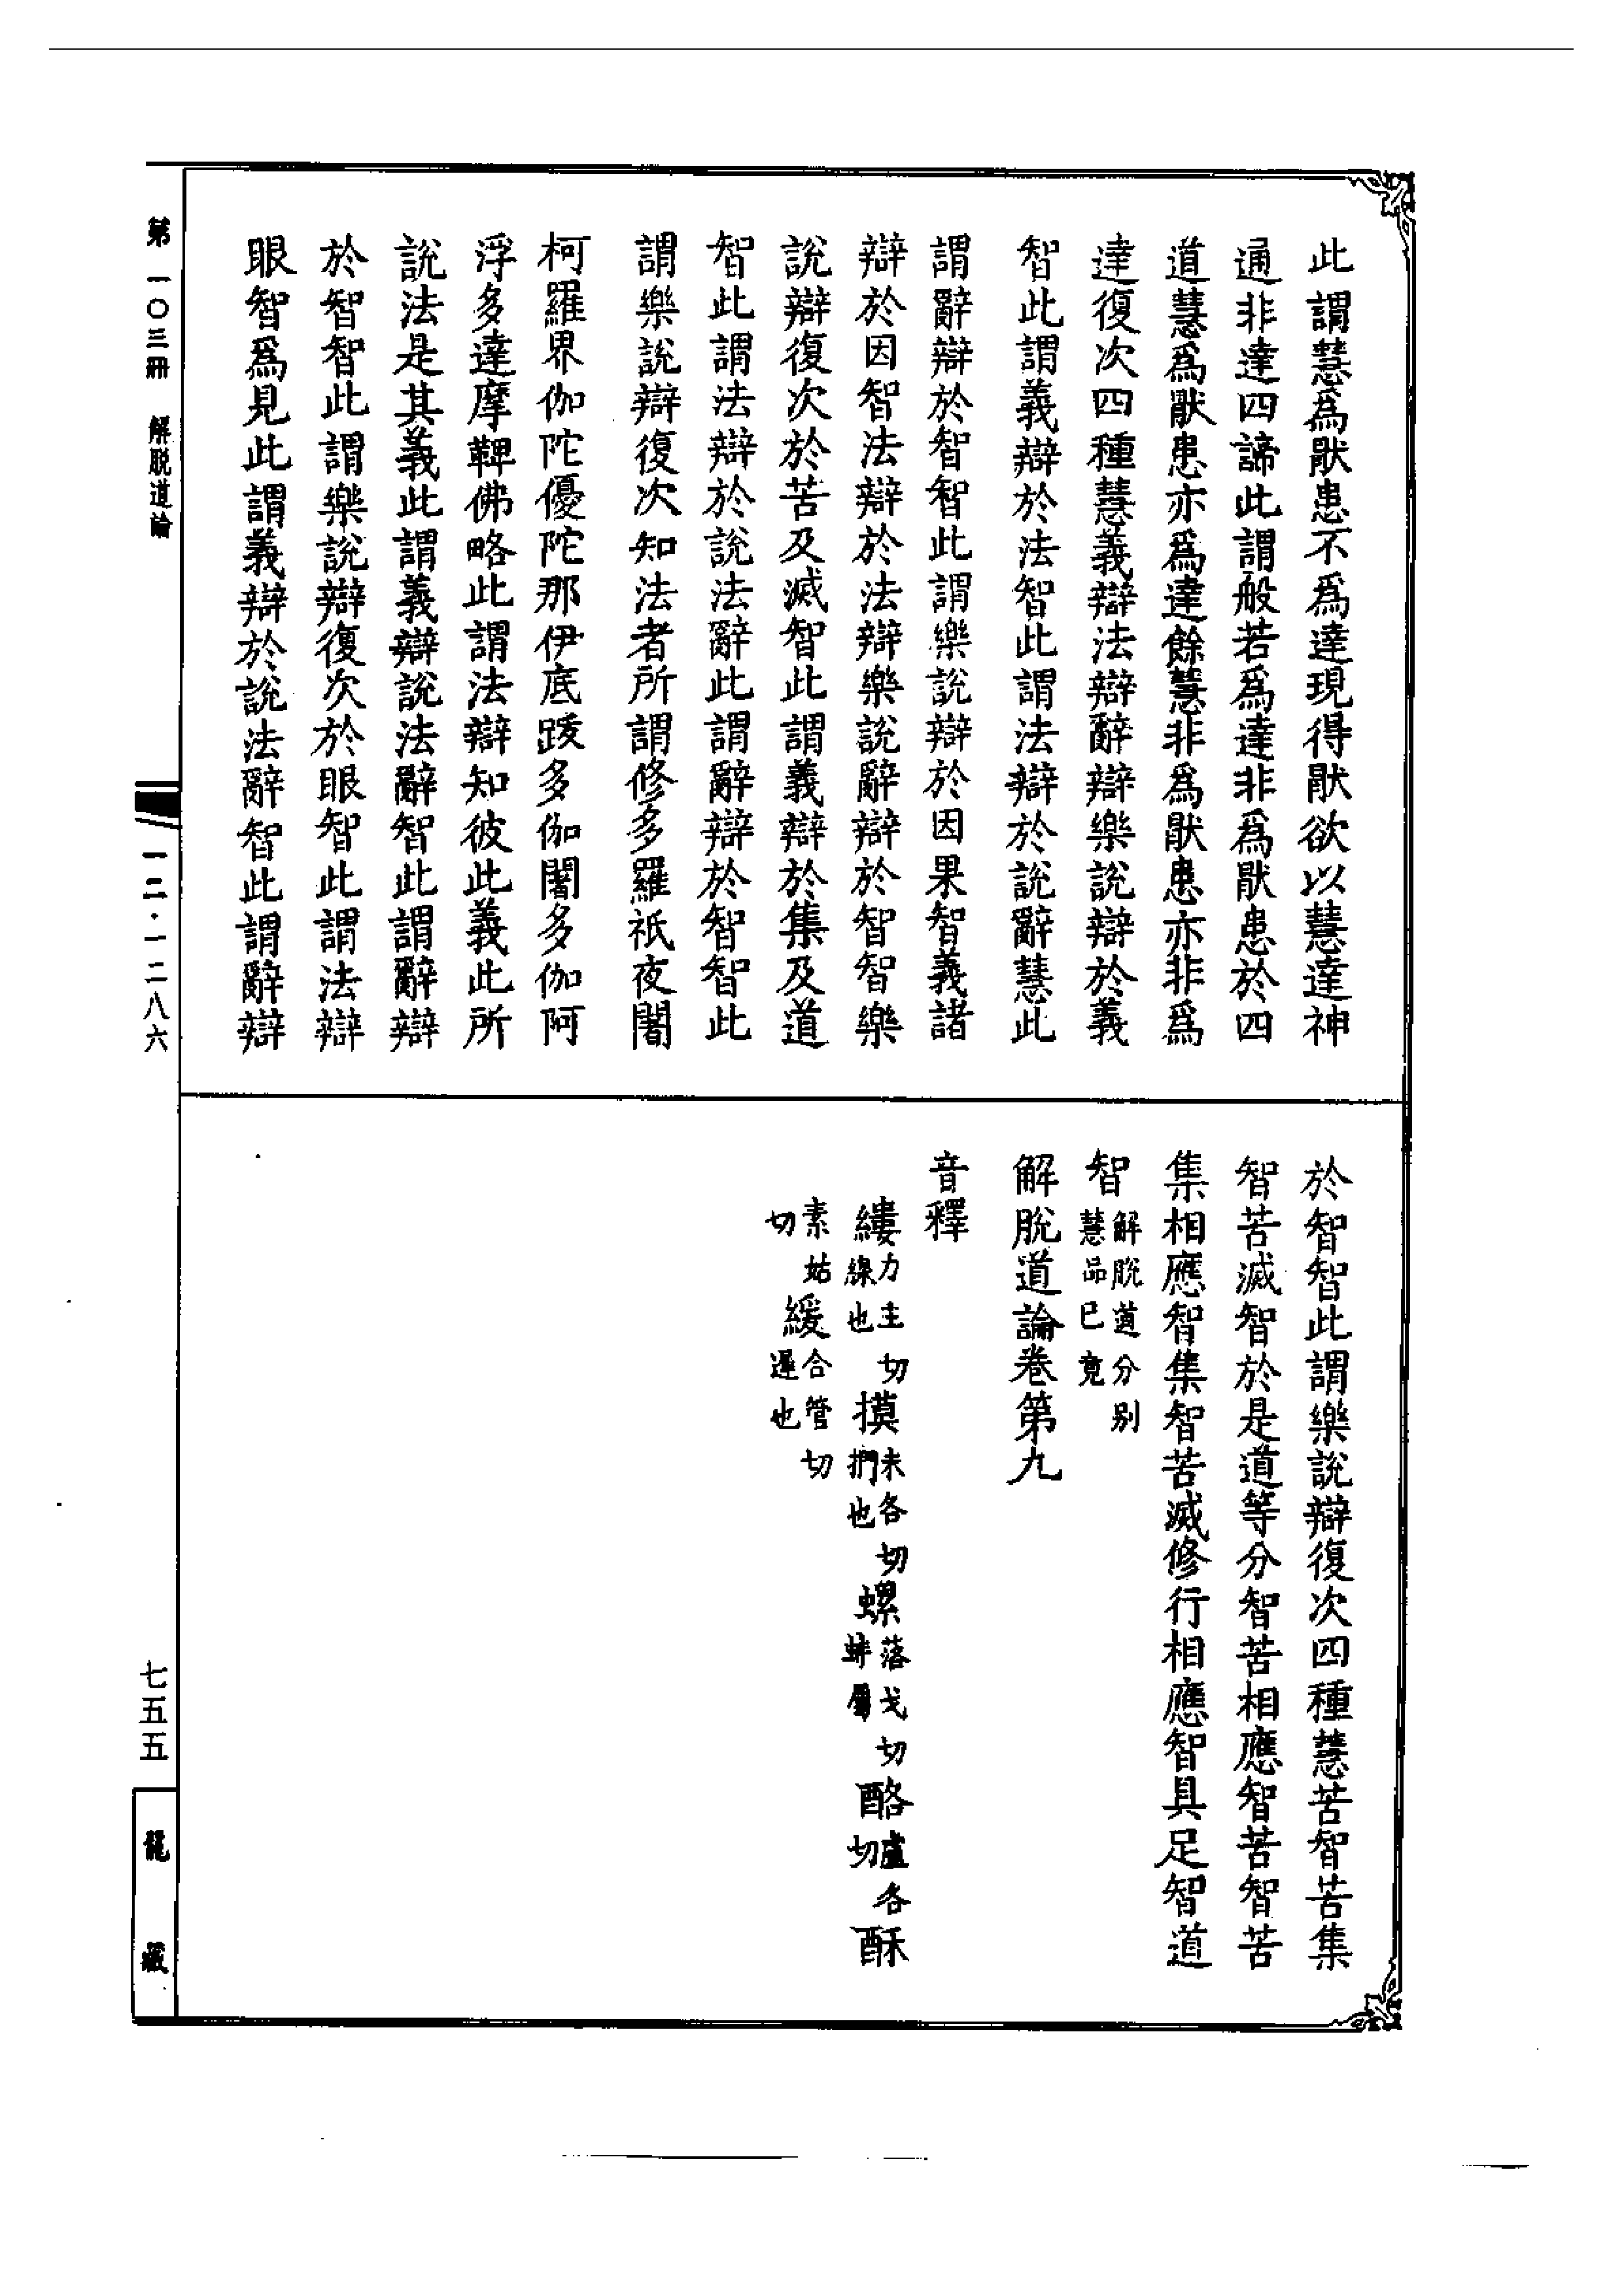 此謂慧爲猒患不爲達現得猒欲以慧達神
通非達四諦此謂般若爲達非爲猒患於四
道慧爲猒患亦爲達餘慧非爲猒患亦非爲
達復次四種慧義辯法辯辭辯樂說辯於義
智此謂義辯於法智此謂法辯於說辭慧此
謂辭辯於智智此謂樂說辯於因果智義諸
辯於因智法辯於法辯樂說辭辯於智智樂
說辯復次於苦及滅智此謂義辯於集及道
智此謂法辯於說法辭此謂辭辯於智智此
謂樂說辯復次知法者所謂修多羅祇夜闍
柯羅界伽陀優陀那伊底跋多伽闍多伽阿
浮多達摩鞞佛略此謂法辯知彼此義此所
說法是其義此謂義辯說法辭智此謂辭辯
於智智此謂樂說辯復次於眼智此謂法辯
眼智爲見此謂義辯於說法辭智此謂辭辯
於智智此謂樂說辯復次四種慧苦智苦集
智苦滅智於是道等分智苦相應智苦智苦
集相應智集智苦滅修行相應智具足智道
智 解脫道分別慧品已竟
解脫道論卷第九
音釋
縷 力主切線也 摸 末各切捫也 螺 落戈切蚌屬 酪 盧各切 酥
素姑切 緩 合管切遲也
第一〇三冊 解脫道論
一二·一二八六
七五五
龍藏